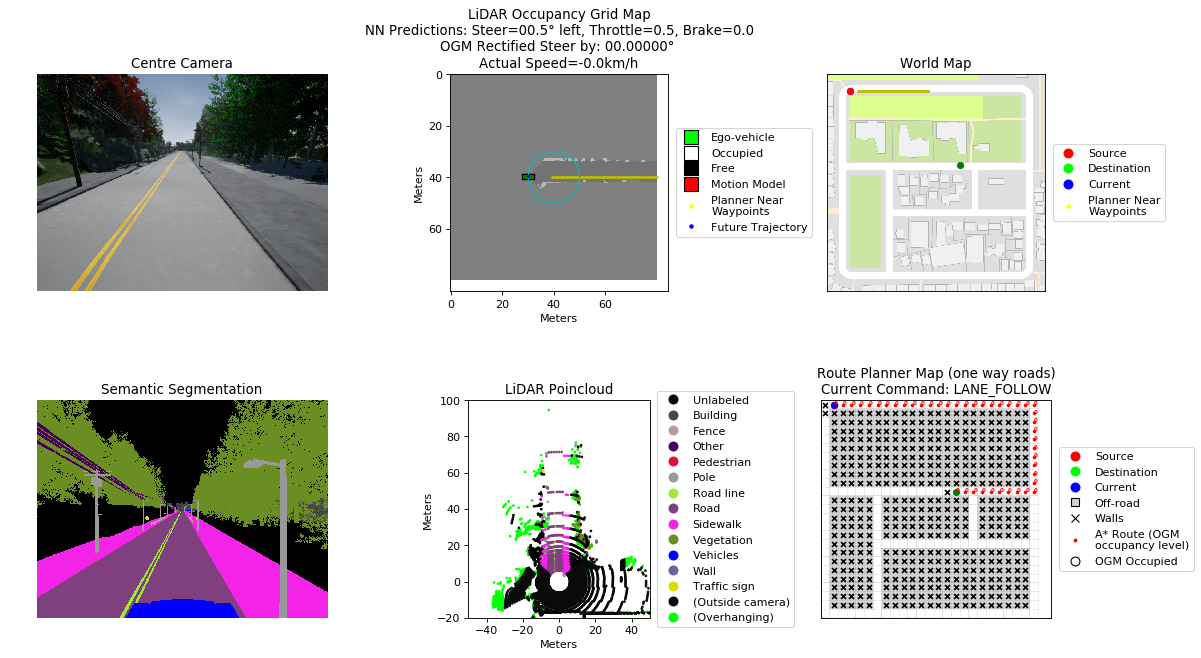 LiDAR Occupancy Grid Map
NN Predictions: Steer=00.5° left, Throttle=0.5, Brake=0.0
OGM Rectified Steer by: 00.00000°
Actual Speed=-0.0km/h
Centre Camera
0
20
40
60
Meters
0
20
40
60
Meters
Ego-vehicle
Occupied
Free
Motion Model
Planner Near
Waypoints
Future Trajectory
World Map
Source
Destination
Current
Planner Near
Waypoints
Semantic Segmentation
LiDAR Poincloud
100
80
60
40
20
0
−20
Meters
−40
−20
0
20
40
Meters
Unlabeled
Building
Fence
Other
Pedestrian
Pole
Road line
Road
Sidewalk
Vegetation
Vehicles
Wall
Traffic sign
(Outside camera)
(Overhanging)
Route Planner Map (one way roads)
Current Command: LANE_FOLLOW
Source
Destination
Current
Off-road
Walls
A* Route (OGM
occupancy level)
OGM Occupied